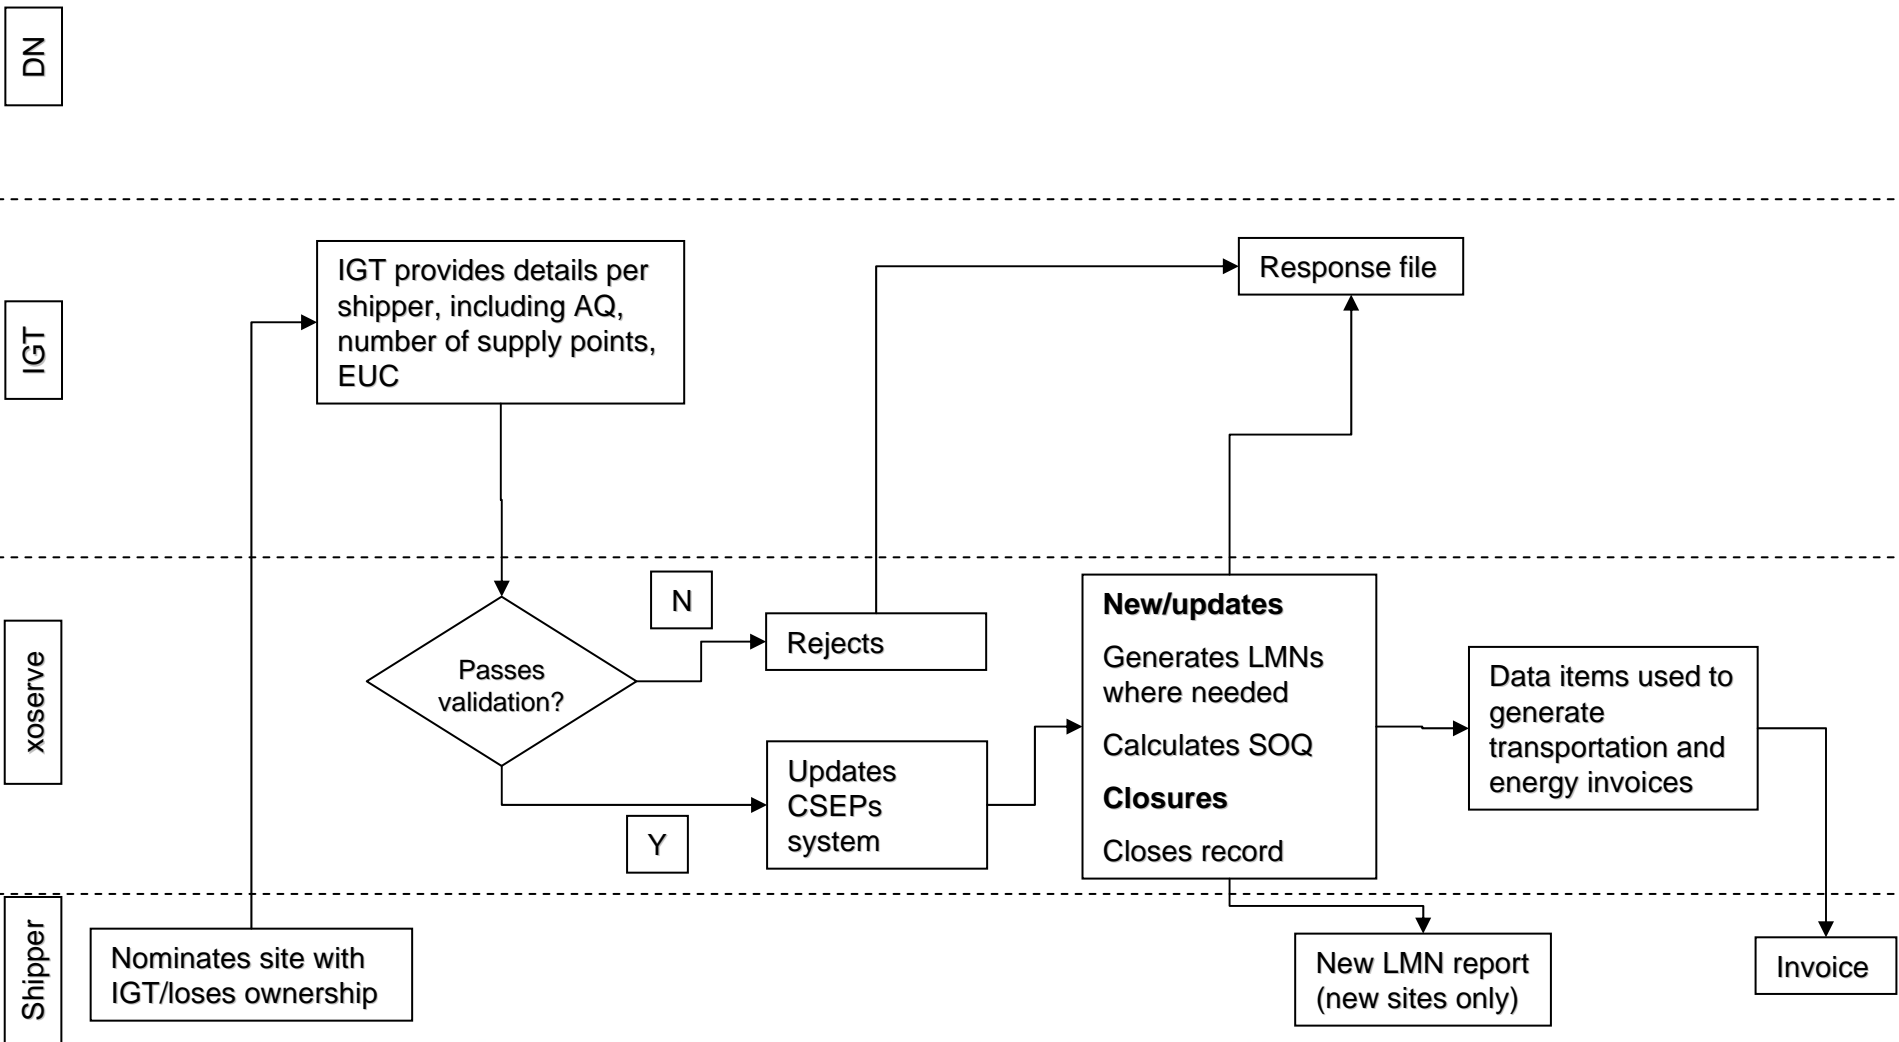 DN
IGT
IGT provides details per
shipper, including AQ,
number of supply points,
EUC
Response file
xoserve
Passes
validation?
N
Rejects
Y
Updates
CSEPs
system
New/updates
Generates LMNs
where needed
Calculates SOQ
Closures
Closes record
Data items used to
generate
transportation and
energy invoices
Shipper
Nominates site with
IGT/loses ownership
New LMN report
(new sites only)
Invoice